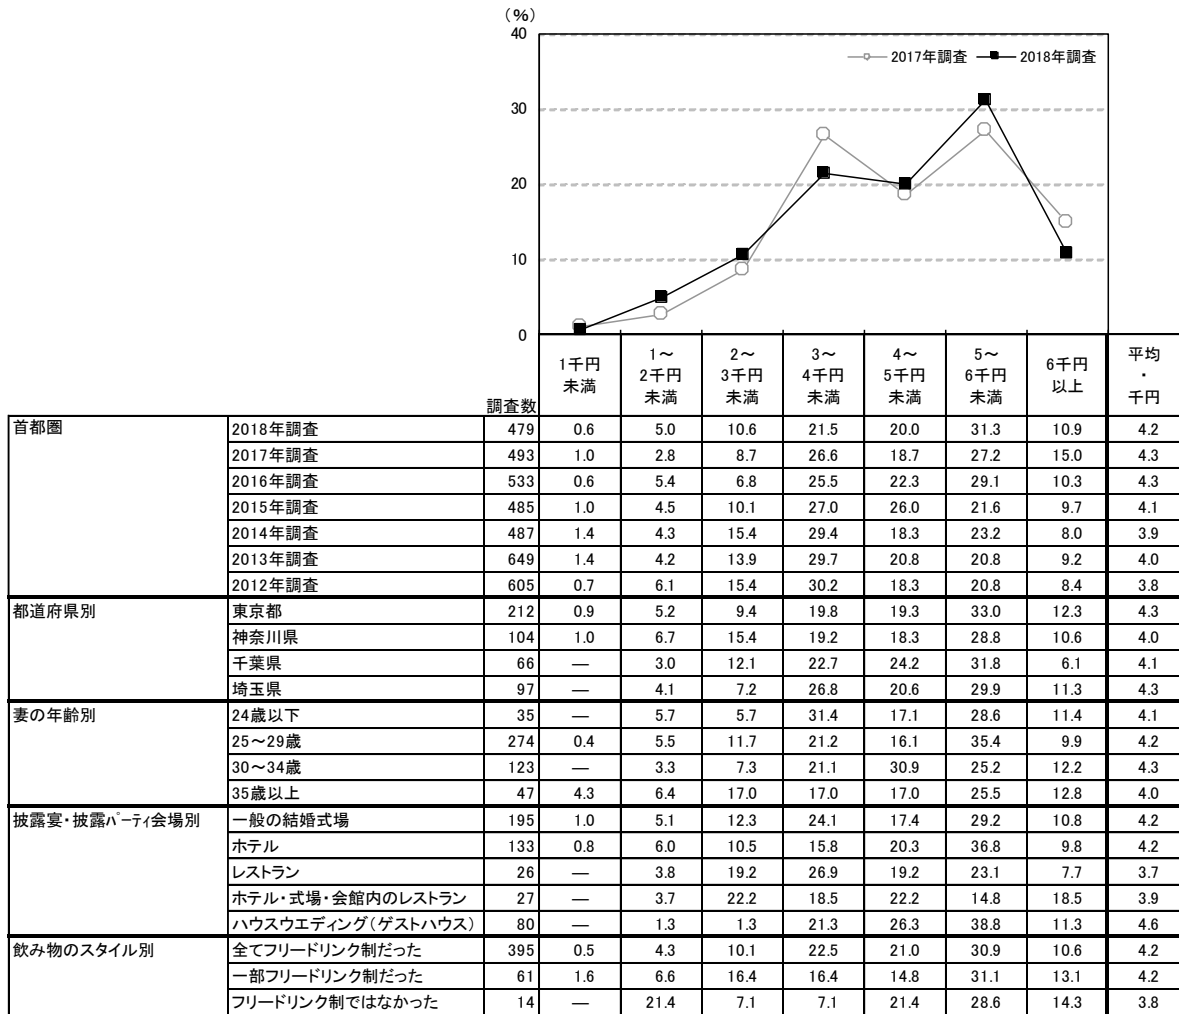 (%)
40
30
20
10
0
2017年調査 2018年調査
調査数 1千円未満 1～2千円未満 2～3千円未満 3～4千円未満 4～5千円未満 5～6千円未満 6千円以上 平均・千円
首都圏 2018年調査 479 0.6 5.0 10.6 21.5 20.0 31.3 10.9 4.2
2017年調査 493 1.0 2.8 8.7 26.6 18.7 27.2 15.0 4.3
2016年調査 533 0.6 5.4 6.8 25.5 22.3 29.1 10.3 4.3
2015年調査 485 1.0 4.5 10.1 27.0 26.0 21.6 9.7 4.1
2014年調査 487 1.4 4.3 15.4 29.4 18.3 23.2 8.0 3.9
2013年調査 649 1.4 4.2 13.9 29.7 20.8 20.8 9.2 4.0
2012年調査 605 0.7 6.1 15.4 30.2 18.3 20.8 8.4 3.8
都道府県別 東京都 212 0.9 5.2 9.4 19.8 19.3 33.0 12.3 4.3
神奈川県 104 1.0 6.7 15.4 19.2 18.3 28.8 10.6 4.0
千葉県 66 ― 3.0 12.1 22.7 24.2 31.8 6.1 4.1
埼玉県 97 ― 4.1 7.2 26.8 20.6 29.9 11.3 4.3
妻の年齢別 24歳以下 35 ― 5.7 5.7 31.4 17.1 28.6 11.4 4.1
25～29歳 274 0.4 5.5 11.7 21.2 16.1 35.4 9.9 4.2
30～34歳 123 ― 3.3 7.3 21.1 30.9 25.2 12.2 4.3
35歳以上 47 4.3 6.4 17.0 17.0 17.0 25.5 12.8 4.0
披露宴・披露ﾊﾟｰﾃｨ会場別 一般の結婚式場 195 1.0 5.1 12.3 24.1 17.4 29.2 10.8 4.2
ホテル 133 0.8 6.0 10.5 15.8 20.3 36.8 9.8 4.2
レストラン 26 ― 3.8 19.2 26.9 19.2 23.1 7.7 3.7
ホテル・式場・会館内のレストラン 27 ― 3.7 22.2 18.5 22.2 14.8 18.5 3.9
ハウスウエディング（ゲストハウス） 80 ― 1.3 1.3 21.3 26.3 38.8 11.3 4.6
飲み物のスタイル別 全てフリードリンク制だった 395 0.5 4.3 10.1 22.5 21.0 30.9 10.6 4.2
一部フリードリンク制だった 61 1.6 6.6 16.4 16.4 14.8 31.1 13.1 4.2
フリードリンク制ではなかった 14 ― 21.4 7.1 7.1 21.4 28.6 14.3 3.8